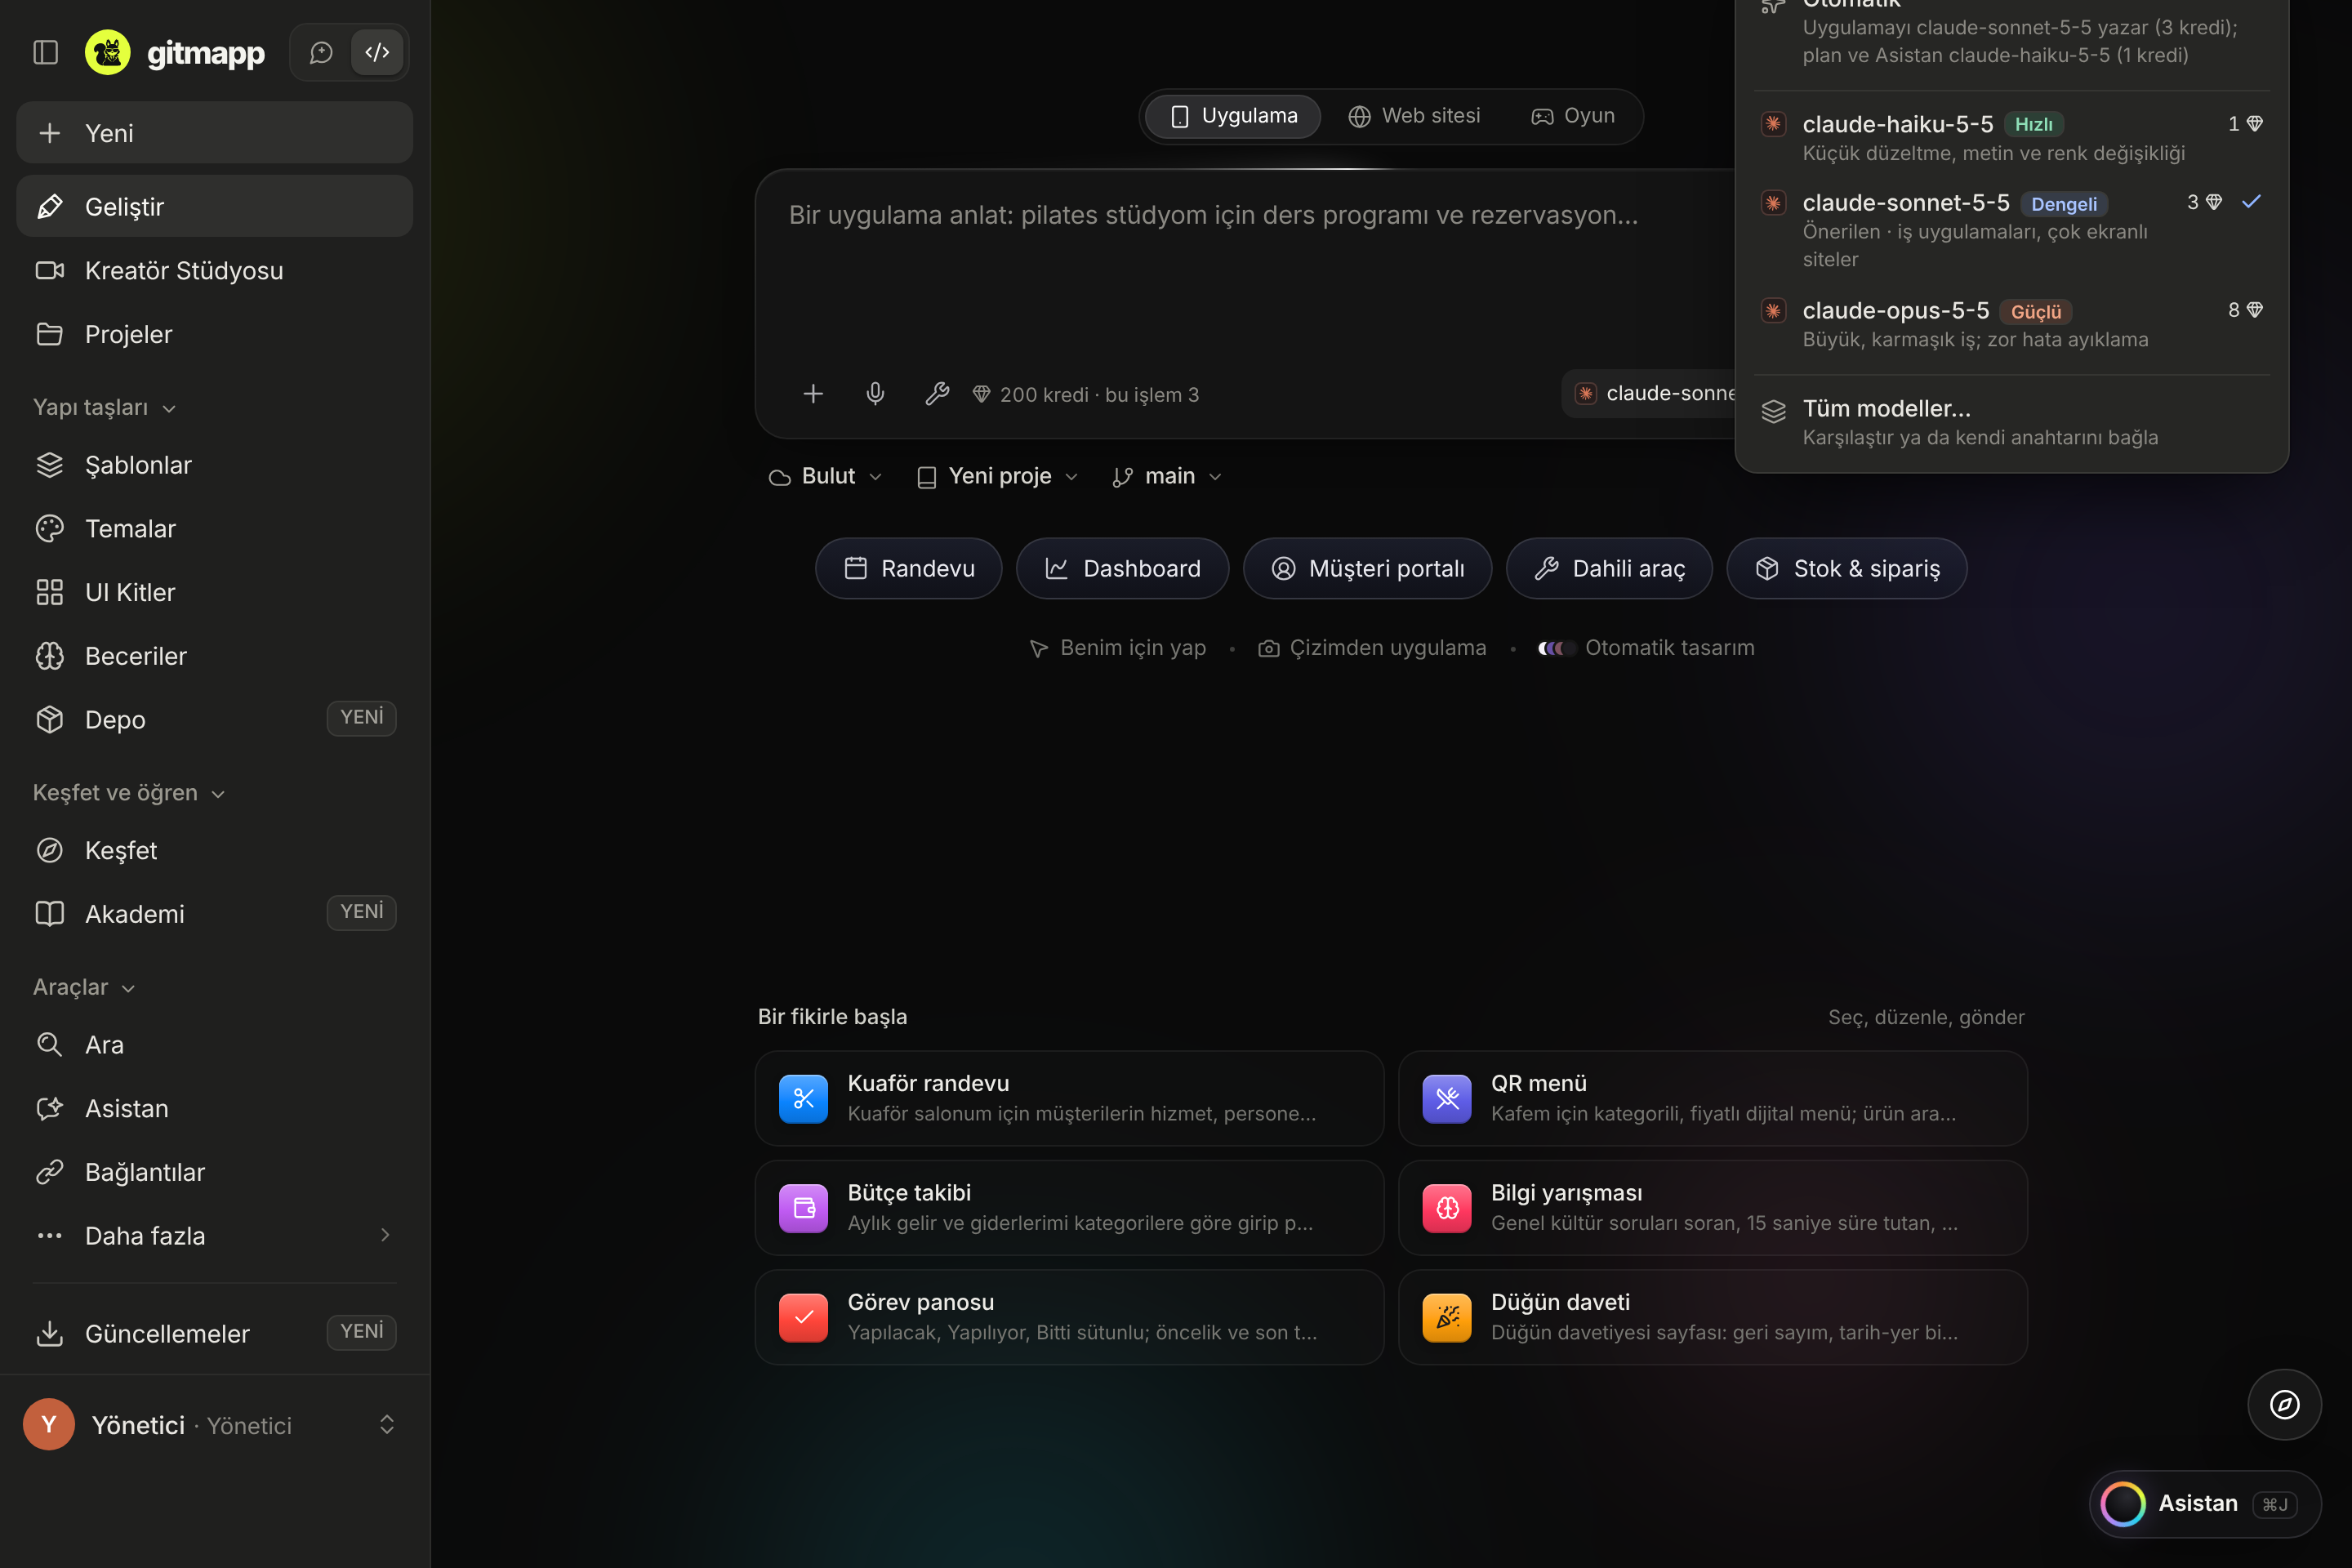 gitmapp
Yeni
Geliştir
Kreatör Stüdyosu
Projeler
Yapı taşları
Şablonlar
Temalar
UI Kitler
Beceriler
Depo YENİ
Keşfet ve öğren
Keşfet
Akademi YENİ
Araçlar
Ara
Asistan
Bağlantılar
Daha fazla
Güncellemeler YENİ
Y Yönetici · Yönetici
Uygulama Web sitesi Oyun
Bir uygulama anlat: pilates stüdyom için ders programı ve rezervasyon...
200 kredi · bu işlem 3
claude-sonne
Otomatik
Uygulamayı claude-sonnet-5-5 yazar (3 kredi);
plan ve Asistan claude-haiku-5-5 (1 kredi)
claude-haiku-5-5 Hızlı 1
Küçük düzeltme, metin ve renk değişikliği
claude-sonnet-5-5 Dengeli 3
Önerilen · iş uygulamaları, çok ekranlı
siteler
claude-opus-5-5 Güçlü 8
Büyük, karmaşık iş; zor hata ayıklama
Tüm modeller...
Karşılaştır ya da kendi anahtarını bağla
Bulut Yeni proje main
Randevu Dashboard Müşteri portalı Dahili araç Stok & sipariş
Benim için yap • Çizimden uygulama • Otomatik tasarım
Bir fikirle başla Seç, düzenle, gönder
Kuaför randevu
Kuaför salonum için müşterilerin hizmet, persone...
QR menü
Kafem için kategorili, fiyatlı dijital menü; ürün ara...
Bütçe takibi
Aylık gelir ve giderlerimi kategorilere göre girip p...
Bilgi yarışması
Genel kültür soruları soran, 15 saniye süre tutan, ...
Görev panosu
Yapılacak, Yapılıyor, Bitti sütunlu; öncelik ve son t...
Düğün daveti
Düğün davetiyesi sayfası: geri sayım, tarih-yer bi...
Asistan ⌘J